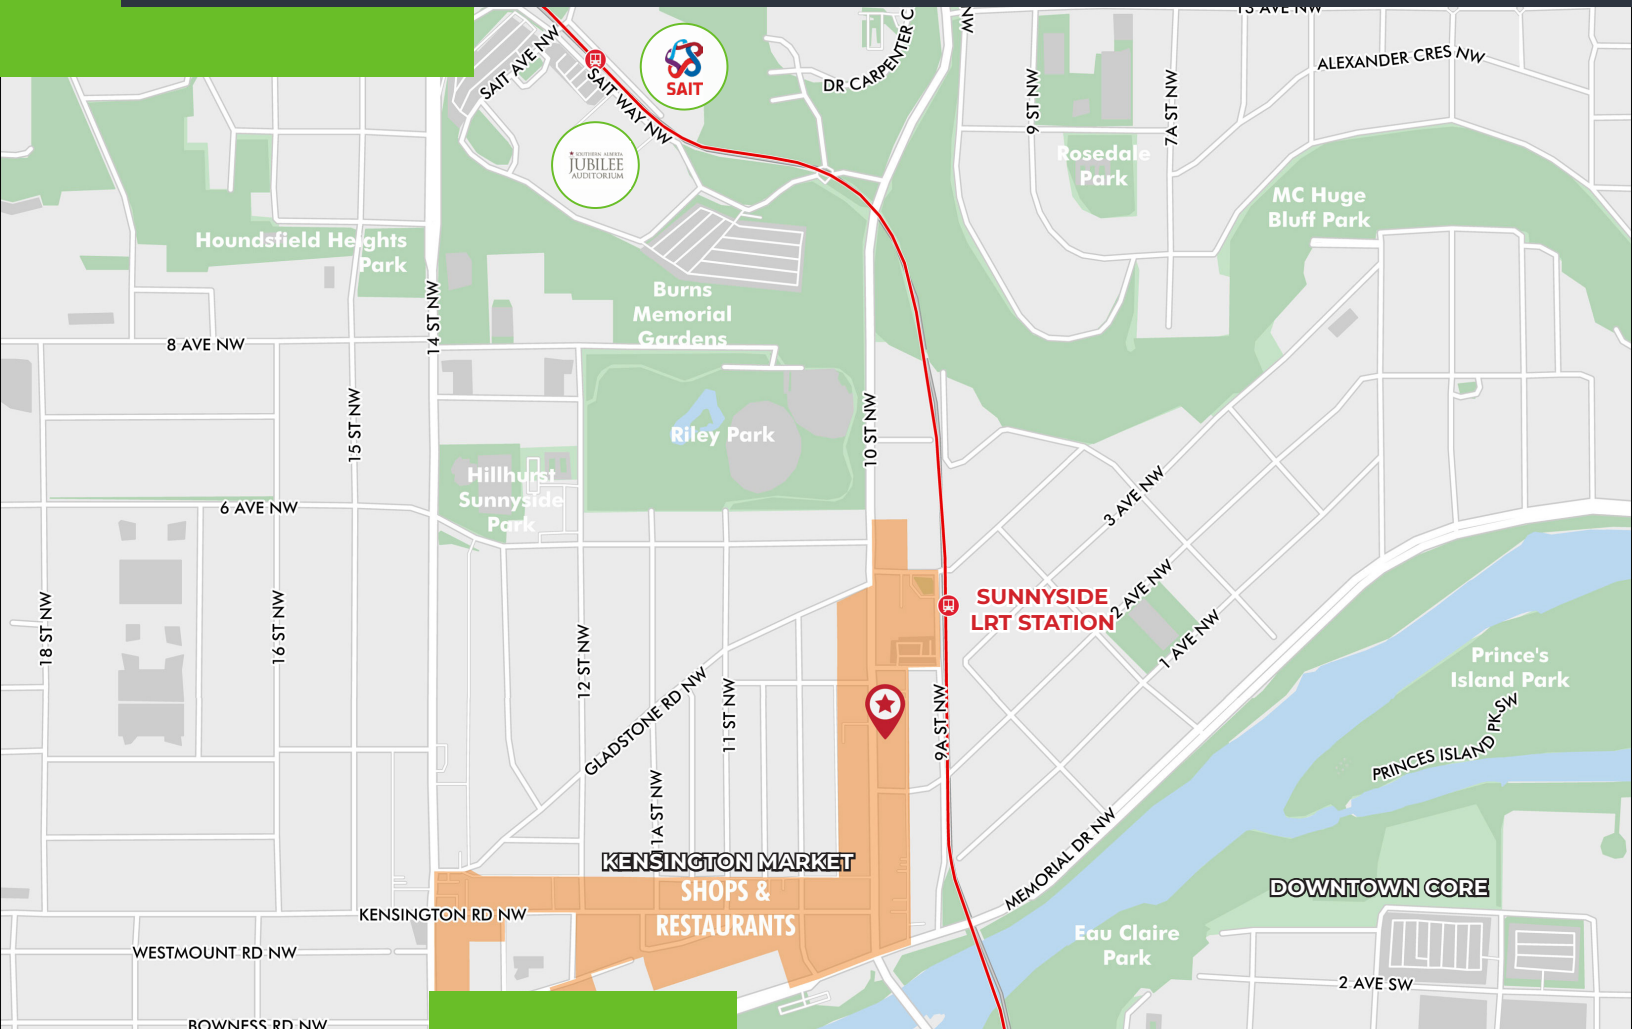 13 AVE NW
NW
SAIT AVE NW
SAIT WAY NW
SAIT
DR CARPENTER C
ALEXANDER CRES NW
9 ST NW
7A ST NW
SOUTHERN ALBERTA
JUBILEE
AUDITORIUM
Rosedale
Park
MC Huge
Bluff Park
Houndsfield Heights
Park
Burns
Memorial
Gardens
14 ST NW
8 AVE NW
15 ST NW
10 ST NW
Riley Park
Hillhurst
Sunnyside
Park
6 AVE NW
3 AVE NW
2 AVE NW
1 AVE NW
SUNNYSIDE
LRT STATION
18 ST NW
16 ST NW
12 ST NW
GLADSTONE RD NW
11 ST NW
9A ST NW
11A ST NW
Prince's
Island Park
PRINCES ISLAND PK SW
MEMORIAL DR NW
KENSINGTON MARKET
SHOPS &
RESTAURANTS
DOWNTOWN CORE
KENSINGTON RD NW
WESTMOUNT RD NW
Eau Claire
Park
2 AVE SW
BOWNESS RD NW